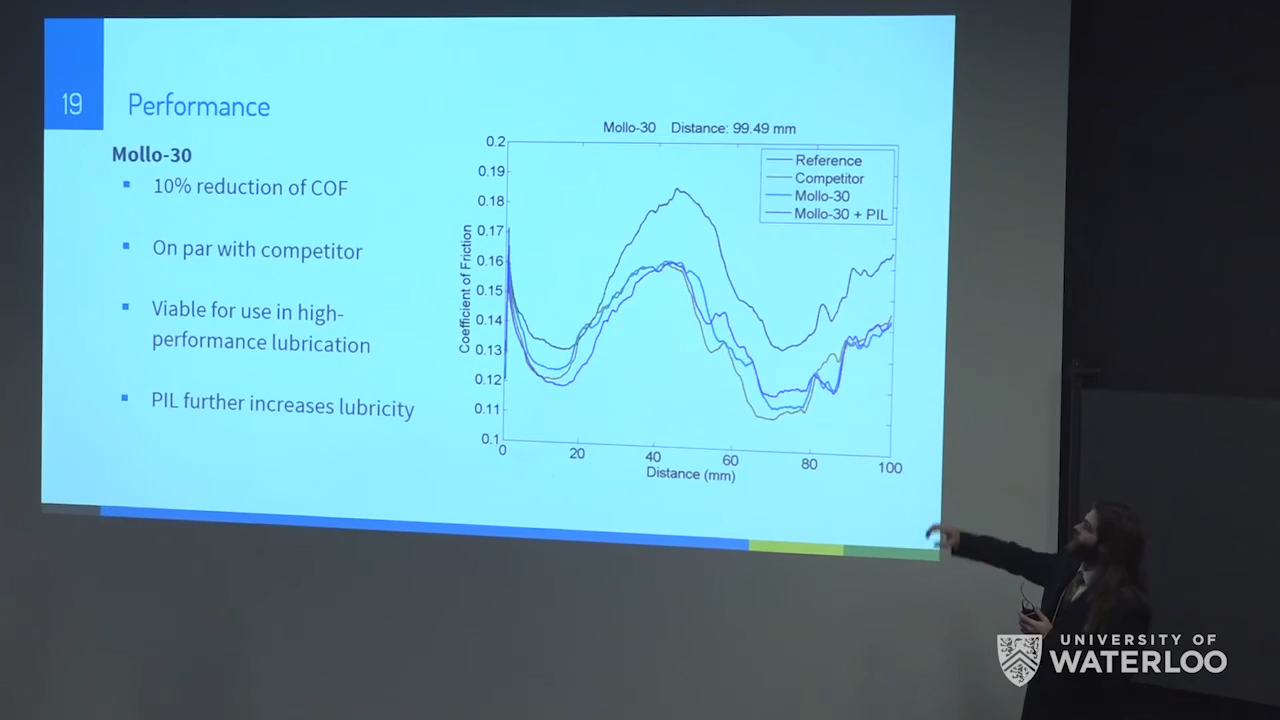 19
Performance
Mollo-30
10% reduction of COF
On par with competitor
Viable for use in high-
performance lubrication
PIL further increases lubricity
Mollo-30 Distance: 99.49 mm
Reference
Competitor
Mollo-30
Mollo-30 + PIL
Coefficient of Friction
0.2
0.19
0.18
0.17
0.16
0.15
0.14
0.13
0.12
0.11
0.1
0 20 40 60 80 100
Distance (mm)
UNIVERSITY OF
WATERLOO